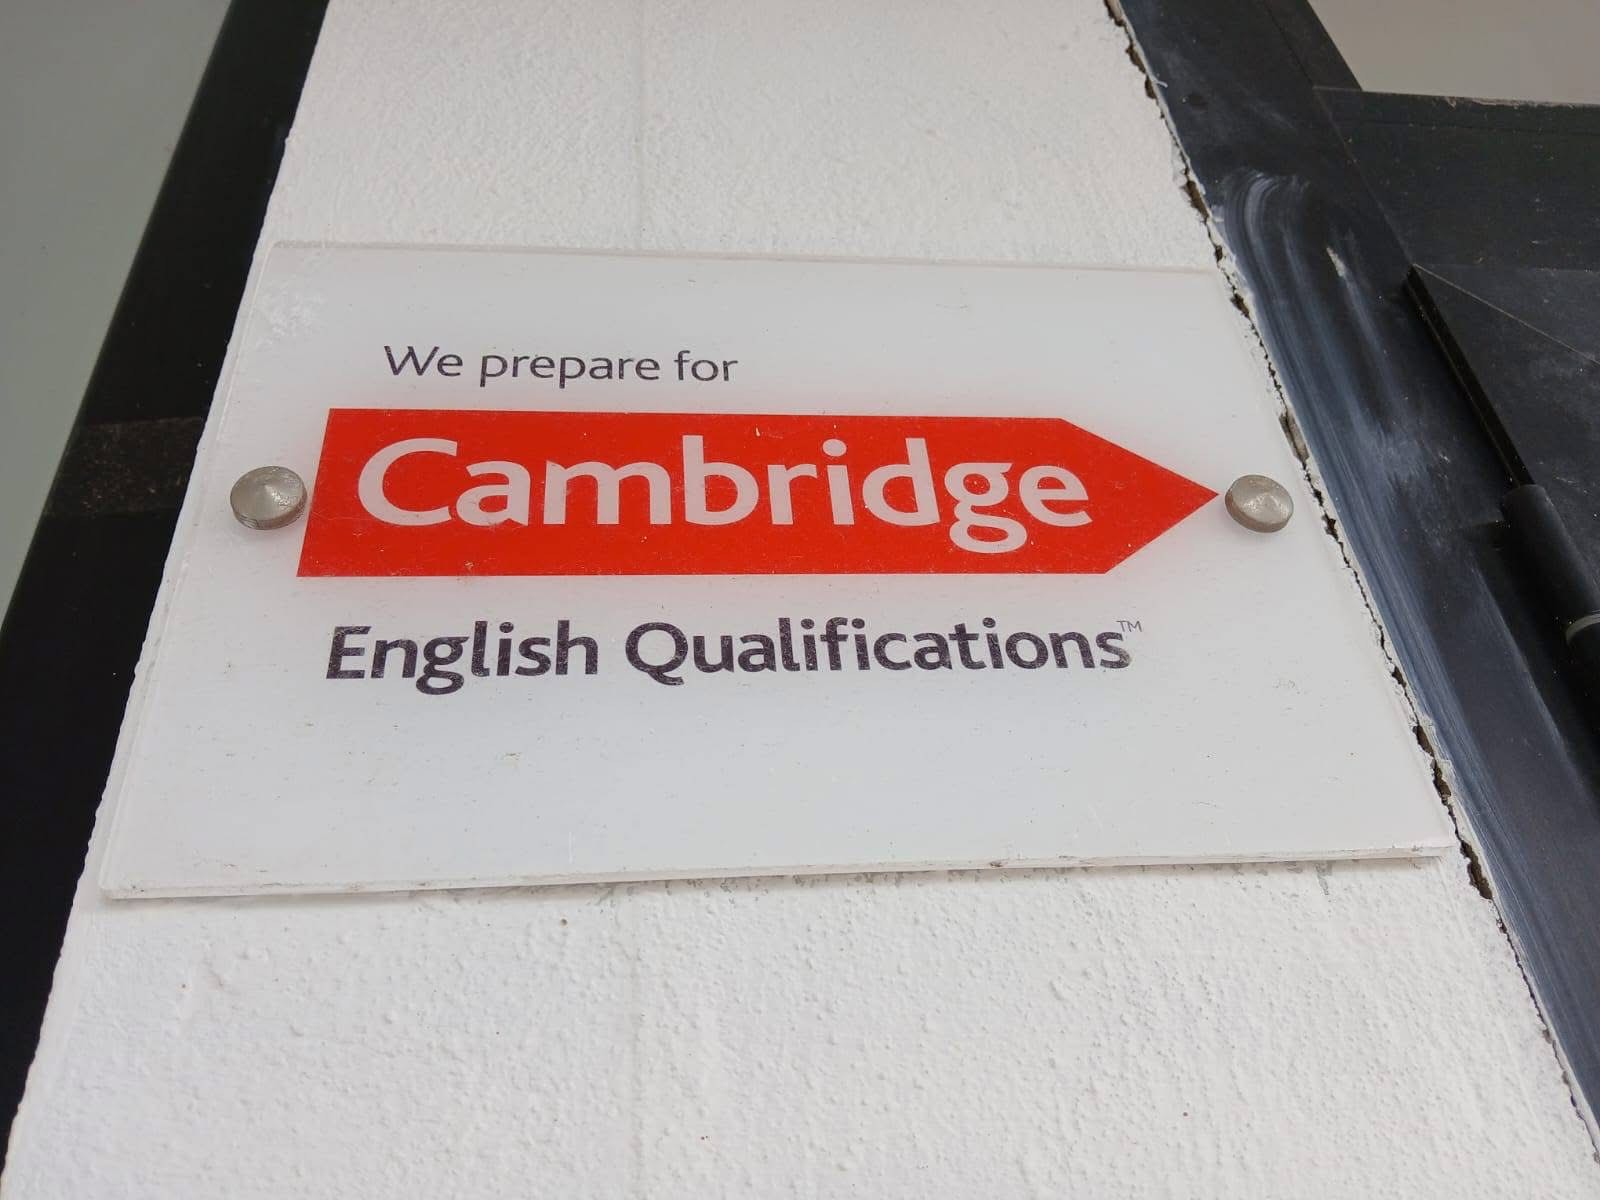 We prepare for
Cambridge
English Qualifications™